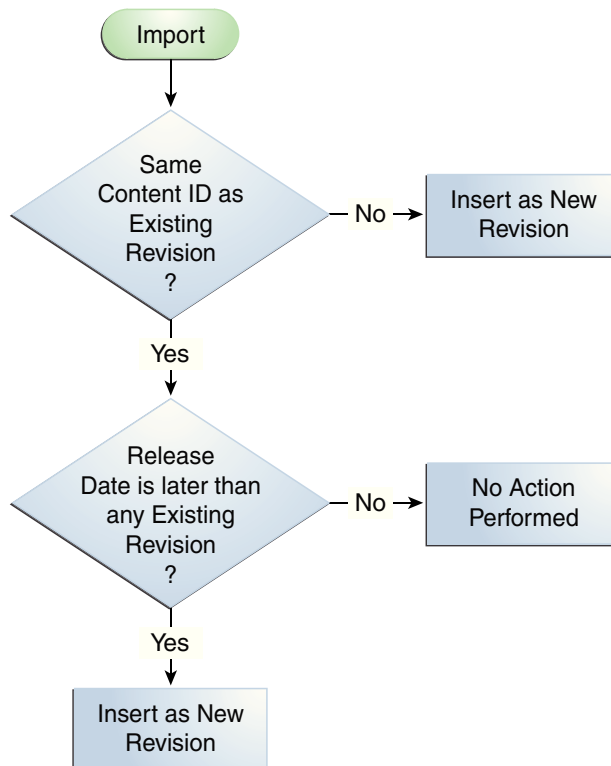 Import
Same
Content ID as
Existing
Revision
?
No
Insert as New
Revision
Yes
Release
Date is later than
any Existing
Revision
?
No
No Action
Performed
Yes
Insert as New
Revision